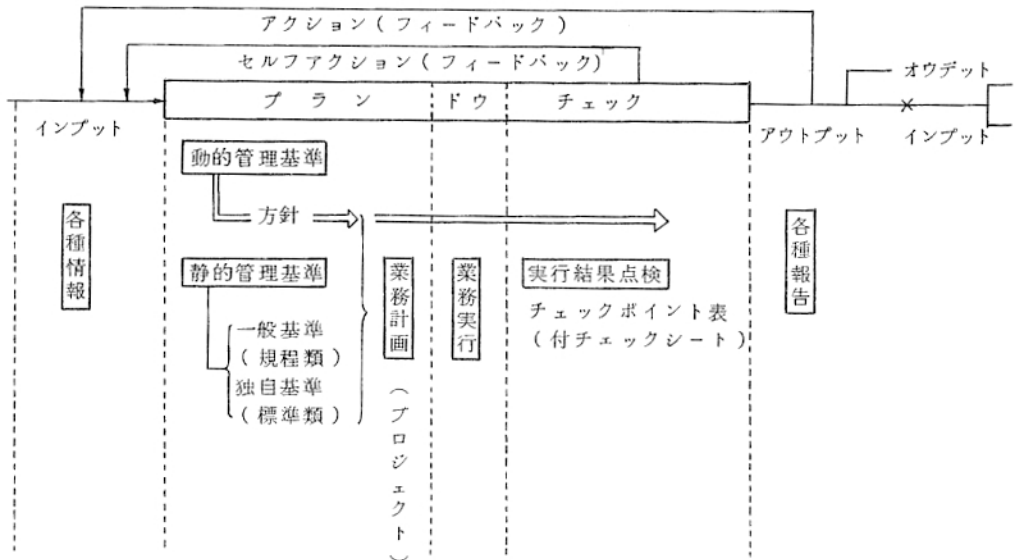 アクション(フィードバック)
セルファアクション(フィードバック)
オウデット
プラン
ドウ
チェック
インプット
アウトプット
インプット
動的管理基準
方針
各種情報
静的管理基準
一般基準
(規程類)
独自基準
(標準類)
業務計画
(プロジェクト)
業務実行
実行結果点検
チェックポイント表
(付チェックシート)
各種報告